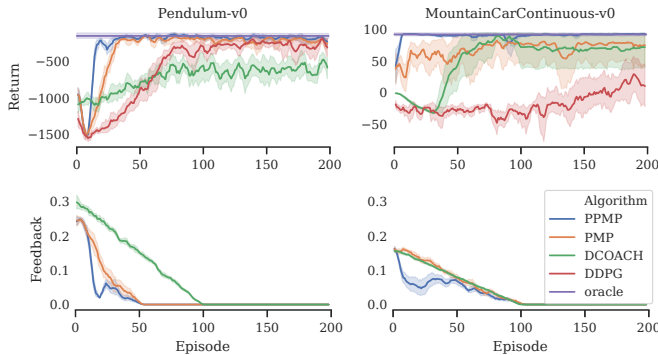 Pendulum-v0
MountainCarContinuous-v0
Return
−500
−1000
−1500
0
50
100
150
200
100
50
0
−50
0
50
100
150
200
Feedback
0.3
0.2
0.1
0.0
0
50
100
150
200
Episode
0.3
0.2
0.1
0.0
0
50
100
150
200
Episode
Algorithm
PPMP
PMP
DCOACH
DDPG
oracle